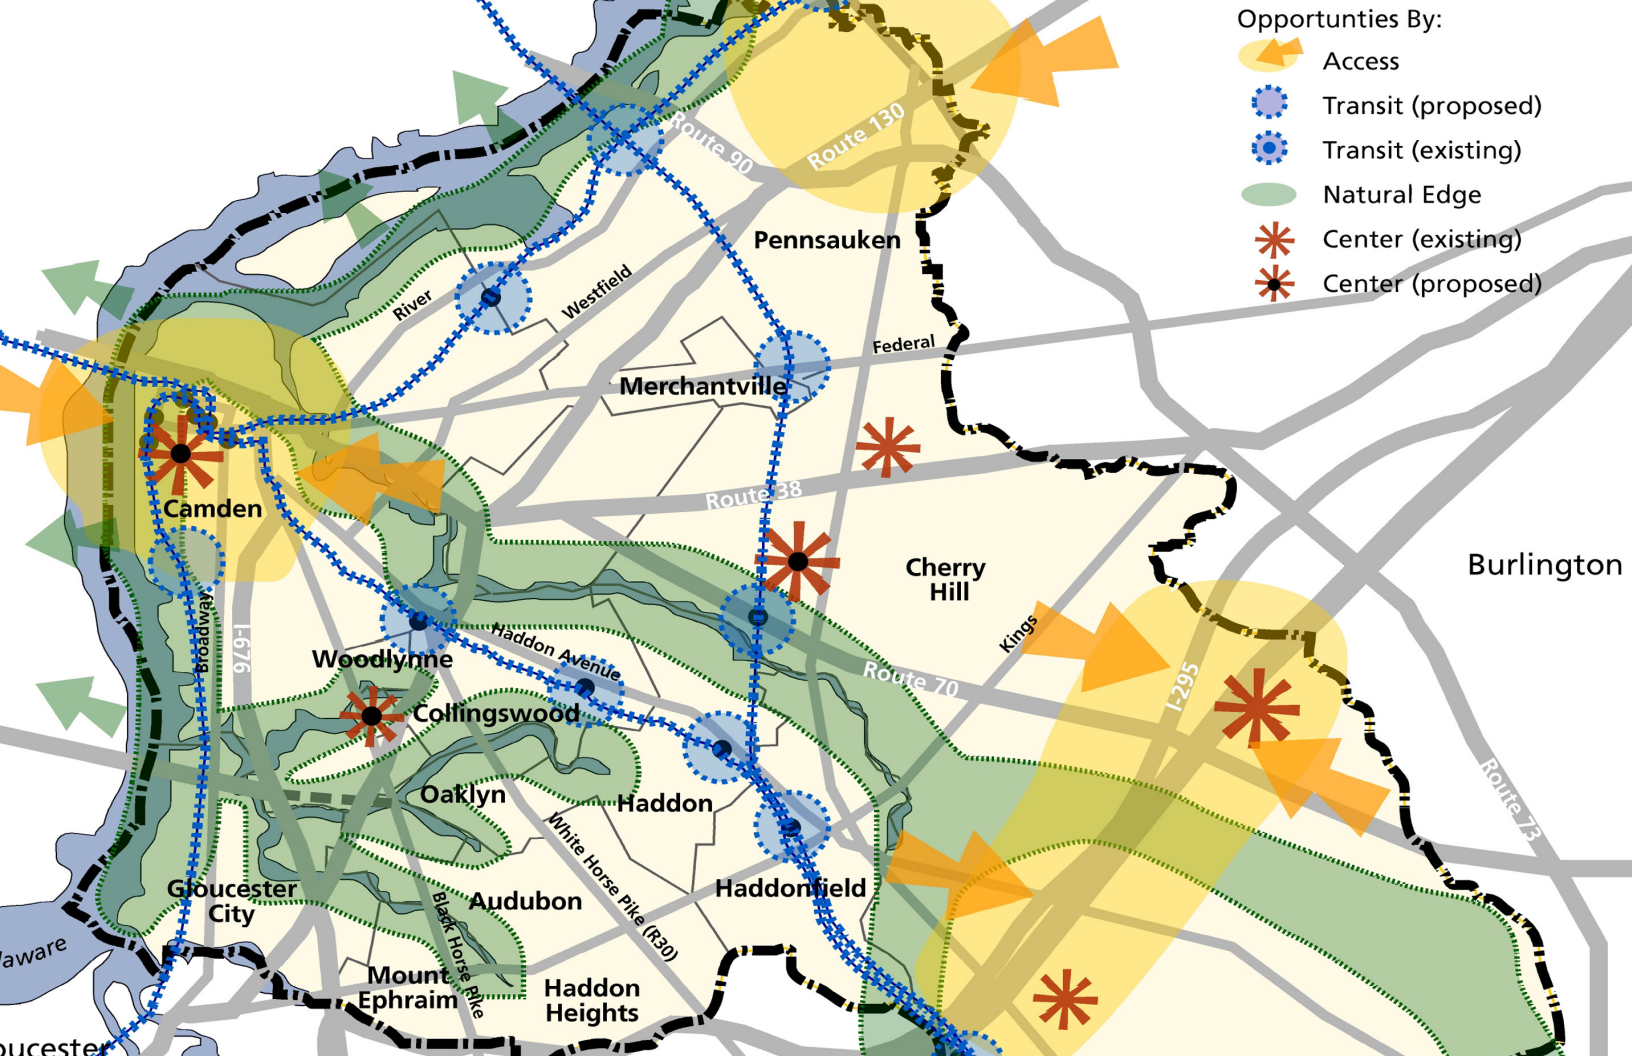 Opportunties By:
Access
Transit (proposed)
Transit (existing)
Natural Edge
Center (existing)
Center (proposed)
Route 90
Route 130
Pennsauken
River
Westfield
Federal
Merchantville
Route 38
Camden
Cherry
Hill
Burlington
Broadway
I-676
Woodlynne
Haddon Avenue
Kings
Route 70
I-295
Collingswood
Oaklyn
Haddon
Route 73
White Horse Pike (R30)
Haddonfield
Gloucester
City
Audubon
Black Horse Pike
laware
Mount
Ephraim
Haddon
Heights
oucester